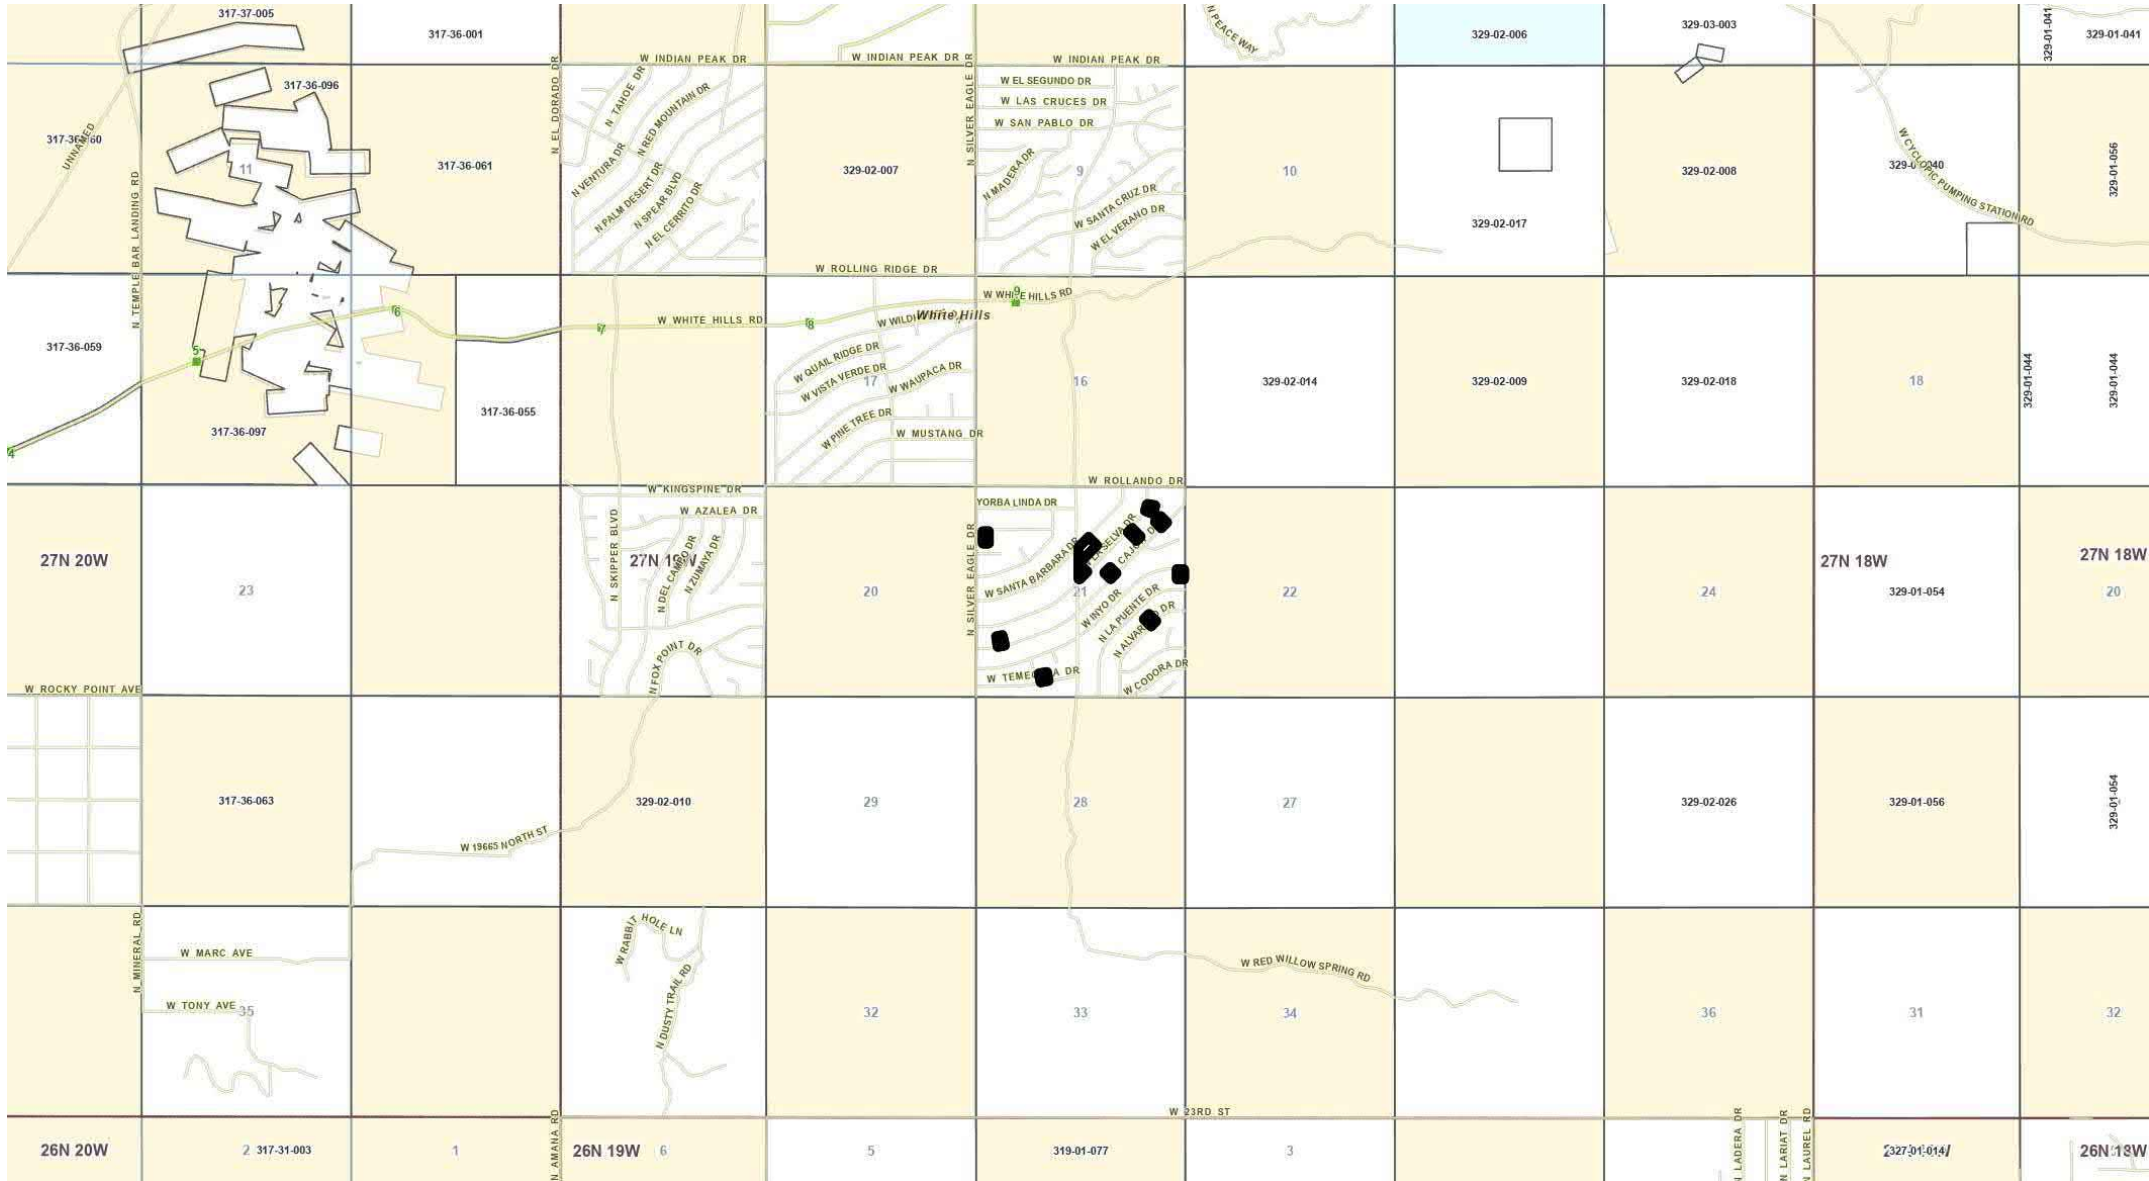 317-37-005
317-36-001
N PEACE WAY
329-02-006
329-03-003
329-01-041
329-01-041
W INDIAN PEAK DR
W INDIAN PEAK DR
W INDIAN PEAK DR
317-36-096
N EL DORADO DR
N TAHOE DR
N RED MOUNTAIN DR
N SILVER EAGLE DR
W EL SEGUNDO DR
W LAS CRUCES DR
W SAN PABLO DR
UNNAMED
11
317-36-061
N VENTURA DR
N PALM DESERT DR
N SPEAR BLVD
N EL CERRITO DR
329-02-007
N MADERA DR
9
W SANTA CRUZ DR
W EL VERANO DR
10
329-02-017
329-02-008
W CYCLOPIC PUMPING STATION RD
329-01-056
N TEMPLE BAR LANDING RD
W ROLLING RIDGE DR
W WHITE HILLS RD
9
317-36-059
5
6
7
W WHITE HILLS RD
8
White Hills
W QUAIL RIDGE DR
W VISTA VERDE DR
17
W WAUPACA DR
16
329-02-014
329-02-009
329-02-018
18
329-01-044
329-01-044
317-36-055
W PINE TREE DR
W MUSTANG DR
317-36-097
4
W KINGSPINE DR
W ROLLANDO DR
W AZALEA DR
YORBA LINDA DR
N SKIPPER BLVD
N DEL CAMPO DR
N ZUMAYA DR
N SILVER EAGLE DR
W SANTA BARBARA DR
27N 20W
27N 19W
27N 18W
27N 18W
23
20
21
22
24
329-01-054
20
W INYO DR
N LA PUENTE DR
N FOX POINT DR
W CODORA DR
W ROCKY POINT AVE
317-36-063
329-02-010
29
28
27
329-02-026
329-01-056
329-01-054
W 19665 NORTH ST
N MINERAL RD
W MARC AVE
W TONY AVE
35
W RABBIT HOLE LN
N DUSTY TRAIL RD
32
33
W RED WILLOW SPRING RD
34
36
31
32
W 23RD ST
26N 20W
2
317-31-003
1
N AMANA RD
26N 19W
6
5
319-01-077
3
N LADERA DR
N LARIAT DR
N LAUREL RD
26N 18W